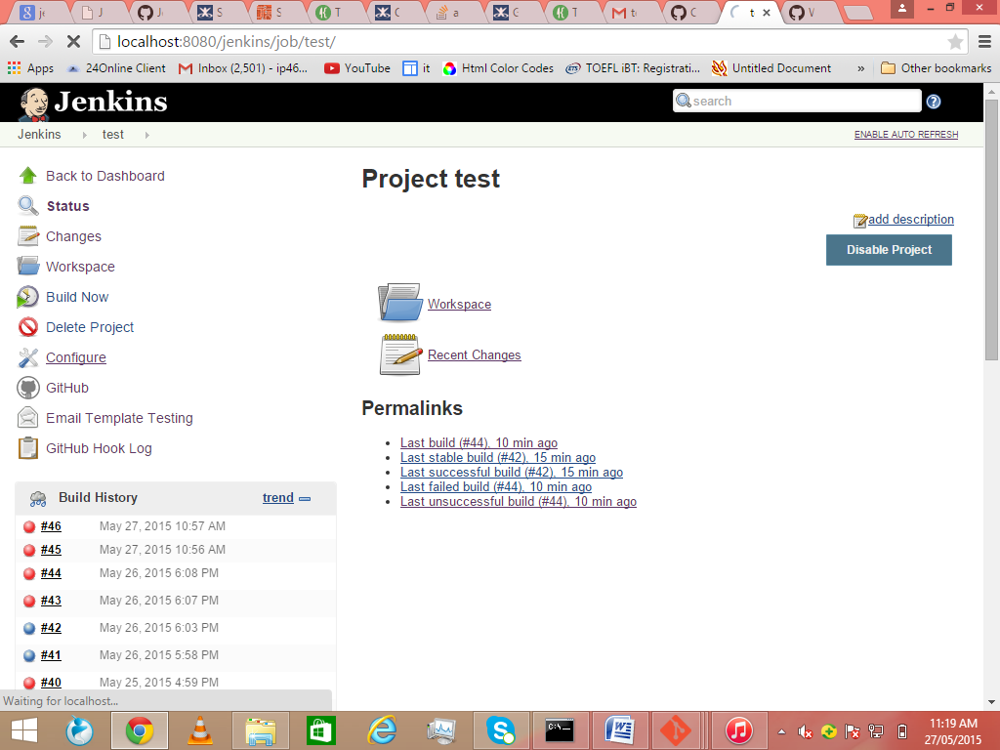 localhost:8080/jenkins/job/test/
Apps 24Online Client Inbox (2,501) - ip46... YouTube it Html Color Codes TOEFL iBT: Registrati... Untitled Document » Other bookmarks
Jenkins
search
Jenkins test
ENABLE AUTO REFRESH
Back to Dashboard
Status
Changes
Workspace
Build Now
Delete Project
Configure
GitHub
Email Template Testing
GitHub Hook Log
Project test
add description
Disable Project
Workspace
Recent Changes
Permalinks
Last build (#44), 10 min ago
Last stable build (#42), 15 min ago
Last successful build (#42), 15 min ago
Last failed build (#44), 10 min ago
Last unsuccessful build (#44), 10 min ago
Build History trend
#46 May 27, 2015 10:57 AM
#45 May 27, 2015 10:56 AM
#44 May 26, 2015 6:08 PM
#43 May 26, 2015 6:07 PM
#42 May 26, 2015 6:03 PM
#41 May 26, 2015 5:58 PM
#40 May 25, 2015 4:59 PM
Waiting for localhost...
11:19 AM
27/05/2015